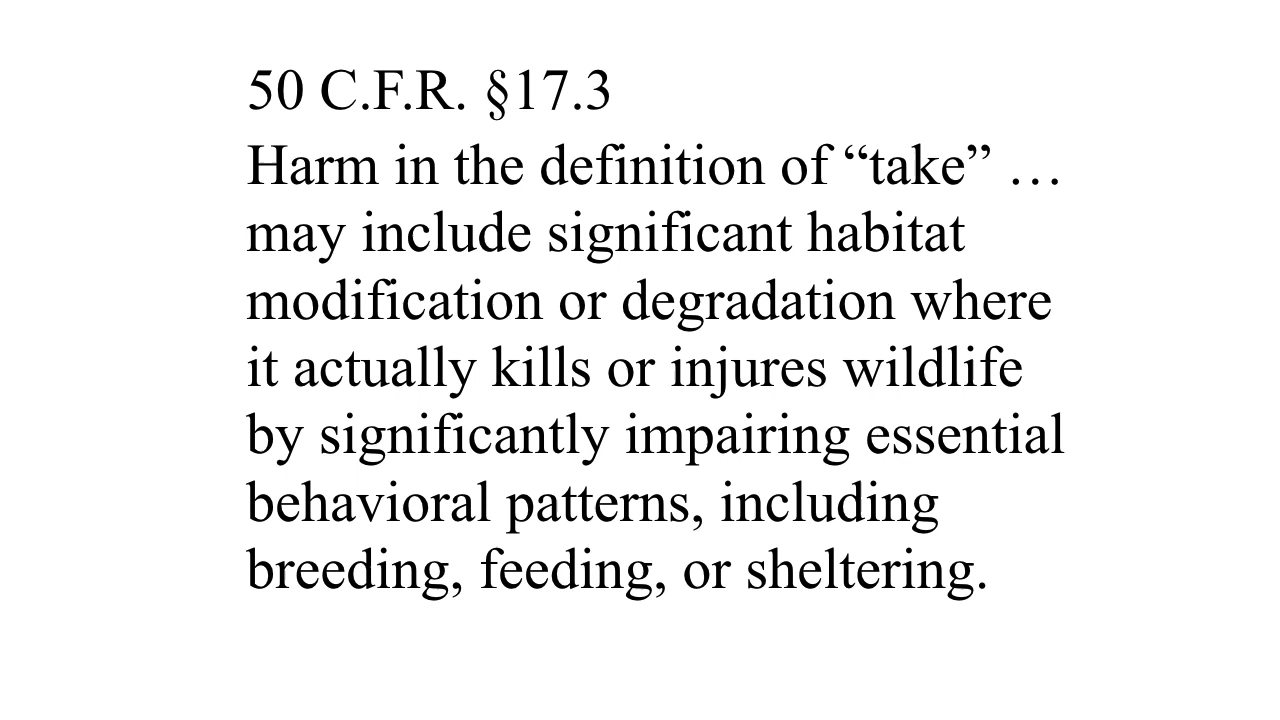 50 C.F.R. §17.3
Harm in the definition of “take” …
may include significant habitat
modification or degradation where
it actually kills or injures wildlife
by significantly impairing essential
behavioral patterns, including
breeding, feeding, or sheltering.